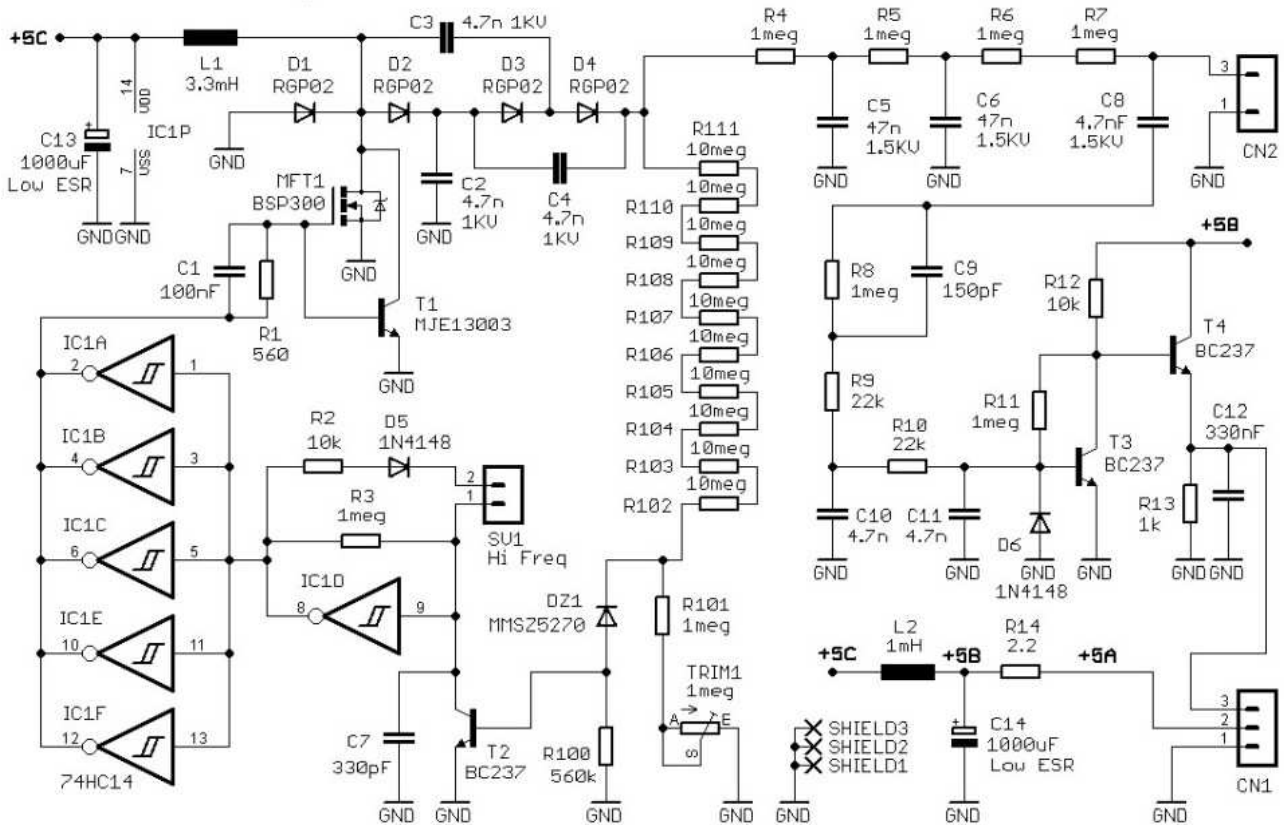 +5C
L1
3.3mH
C13
1000uF
Low ESR
+
14
VDD
IC1P
VSS
7
GND
GND
D1
RGP02
GND
D2
RGP02
C3
4.7n 1KV
D3
RGP02
D4
RGP02
C2
4.7n
1KV
GND
C4
4.7n
1KV
MFT1
BSP300
GND
C1
100nF
R1
560
T1
MJE13003
GND
R4
1meg
R5
1meg
R6
1meg
R7
1meg
C5
47n
1.5KV
GND
C6
47n
1.5KV
GND
C8
4.7nF
1.5KV
3
1
CN2
GND
R111
10meg
10meg
R110
10meg
R109
10meg
R108
10meg
R107
10meg
R106
10meg
R105
10meg
R104
10meg
R103
10meg
R102
R8
1meg
C9
150pF
R9
22k
R10
22k
C10
4.7n
GND
C11
4.7n
GND
D6
1N4148
GND
R11
1meg
R12
10k
+5B
T4
BC237
T3
BC237
GND
R13
1k
GND
C12
330nF
GND
IC1A
2
1
IC1B
4
3
IC1C
6
5
IC1E
10
11
IC1F
12
13
74HC14
R2
10k
D5
1N4148
R3
1meg
2
1
SV1
Hi Freq
IC1D
8
9
C7
330pF
GND
T2
BC237
GND
DZ1
MMSZ5270
R100
560k
GND
R101
1meg
TRIM1
1meg
A
E
S
GND
+5C
L2
1mH
+5B
R14
2.2
+5A
+
C14
1000uF
Low ESR
GND
SHIELD3
SHIELD2
SHIELD1
GND
3
2
1
CN1
GND